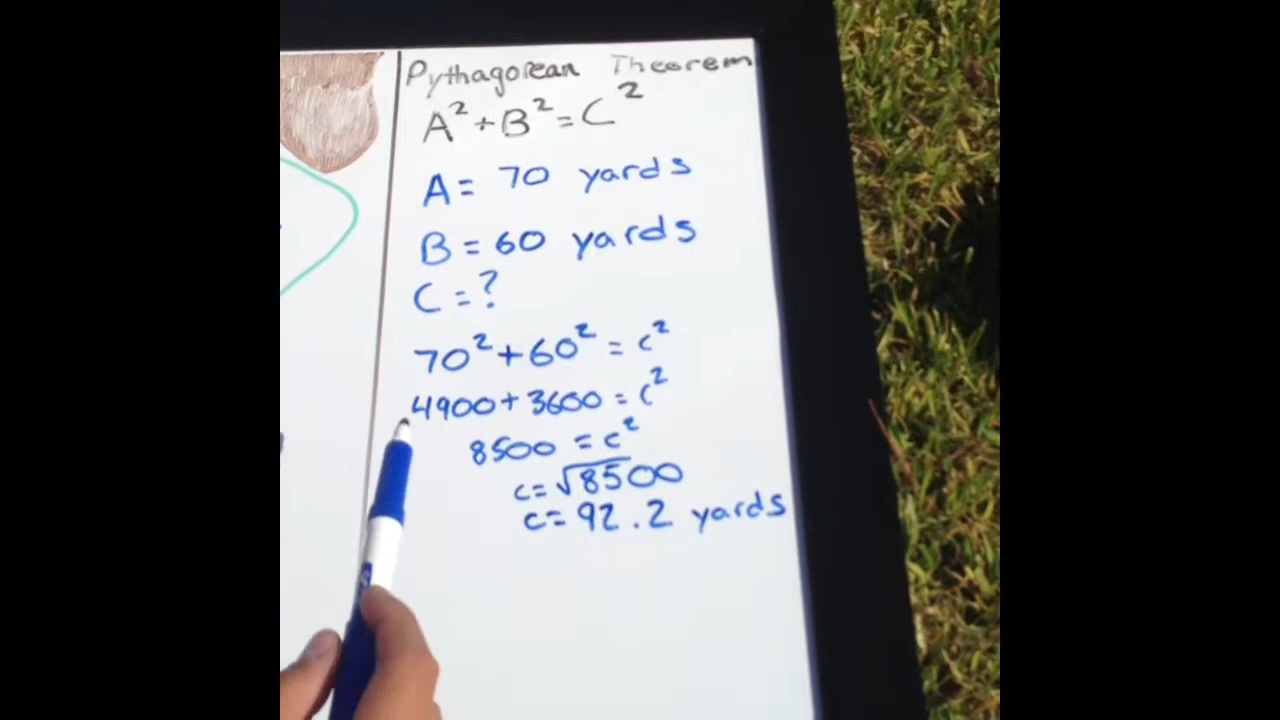 Pythagorean Theorem
A² + B² = C²
A = 70 yards
B = 60 yards
C = ?
70² + 60² = c²
4900 + 3600 = c²
8500 = c²
c = √8500
c = 92.2 yards